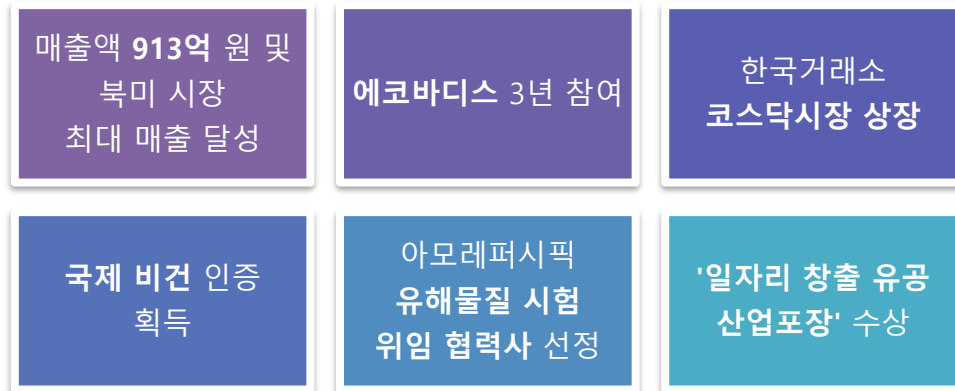 매출액 913억 원 및
북미 시장
최대 매출 달성
에코바디스 3년 참여
한국거래소
코스닥시장 상장
국제 비건 인증
획득
아모레퍼시픽
유해물질 시험
위임 협력사 선정
'일자리 창출 유공
산업포장' 수상